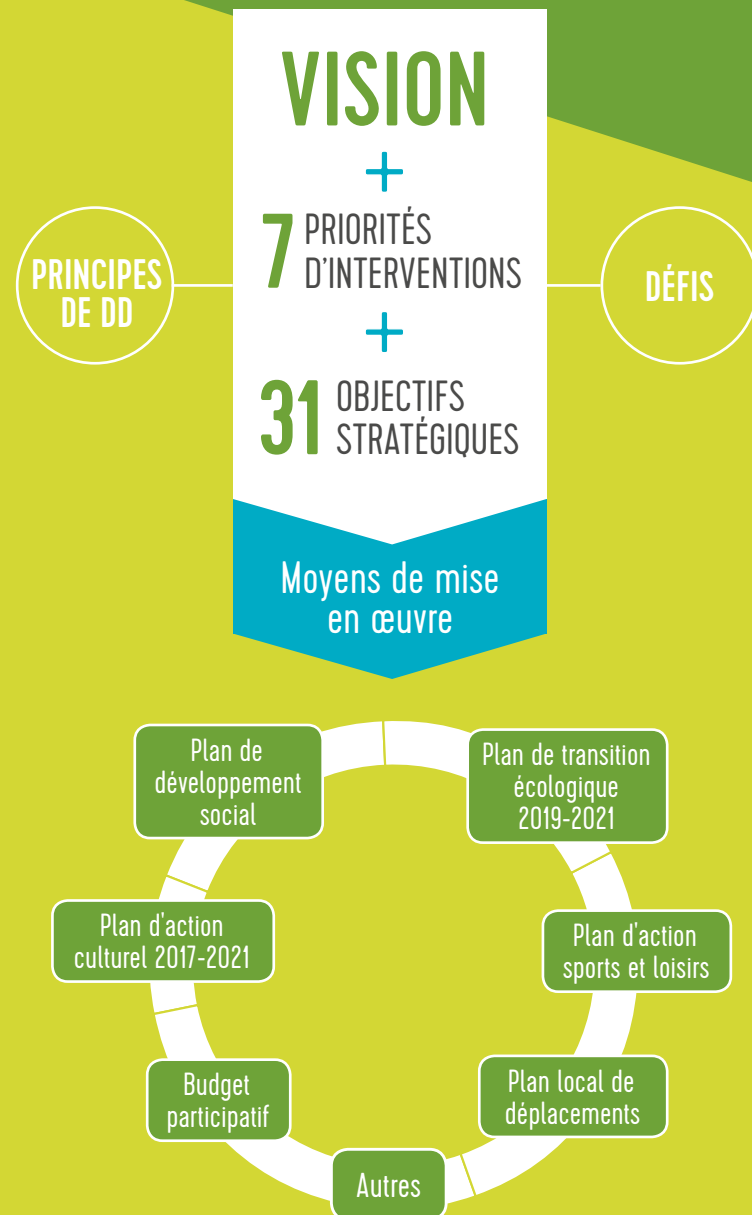 VISION
+
7 PRIORITÉS
D'INTERVENTIONS
+
31 OBJECTIFS
STRATÉGIQUES
PRINCIPES
DE DD
DÉFIS
Moyens de mise
en œuvre
Plan de
développement
social
Plan de transition
écologique
2019-2021
Plan d'action
culturel 2017-2021
Plan d'action
sports et loisirs
Budget
participatif
Plan local de
déplacements
Autres